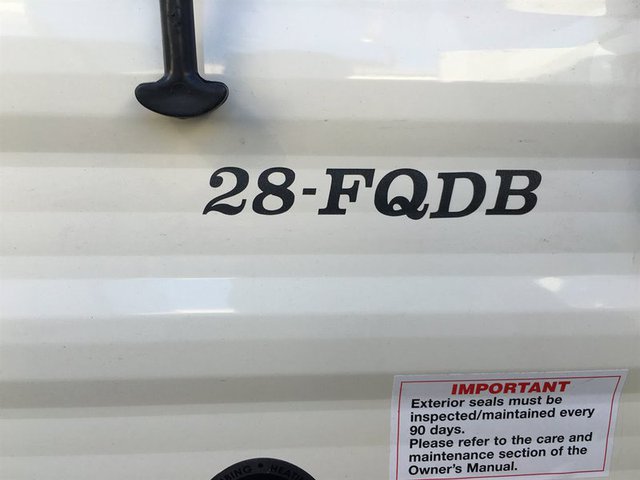 28-FQDB
IMPORTANT
Exterior seals must be
inspected/maintained every
90 days.
Please refer to the care and
maintenance section of the
Owner's Manual.